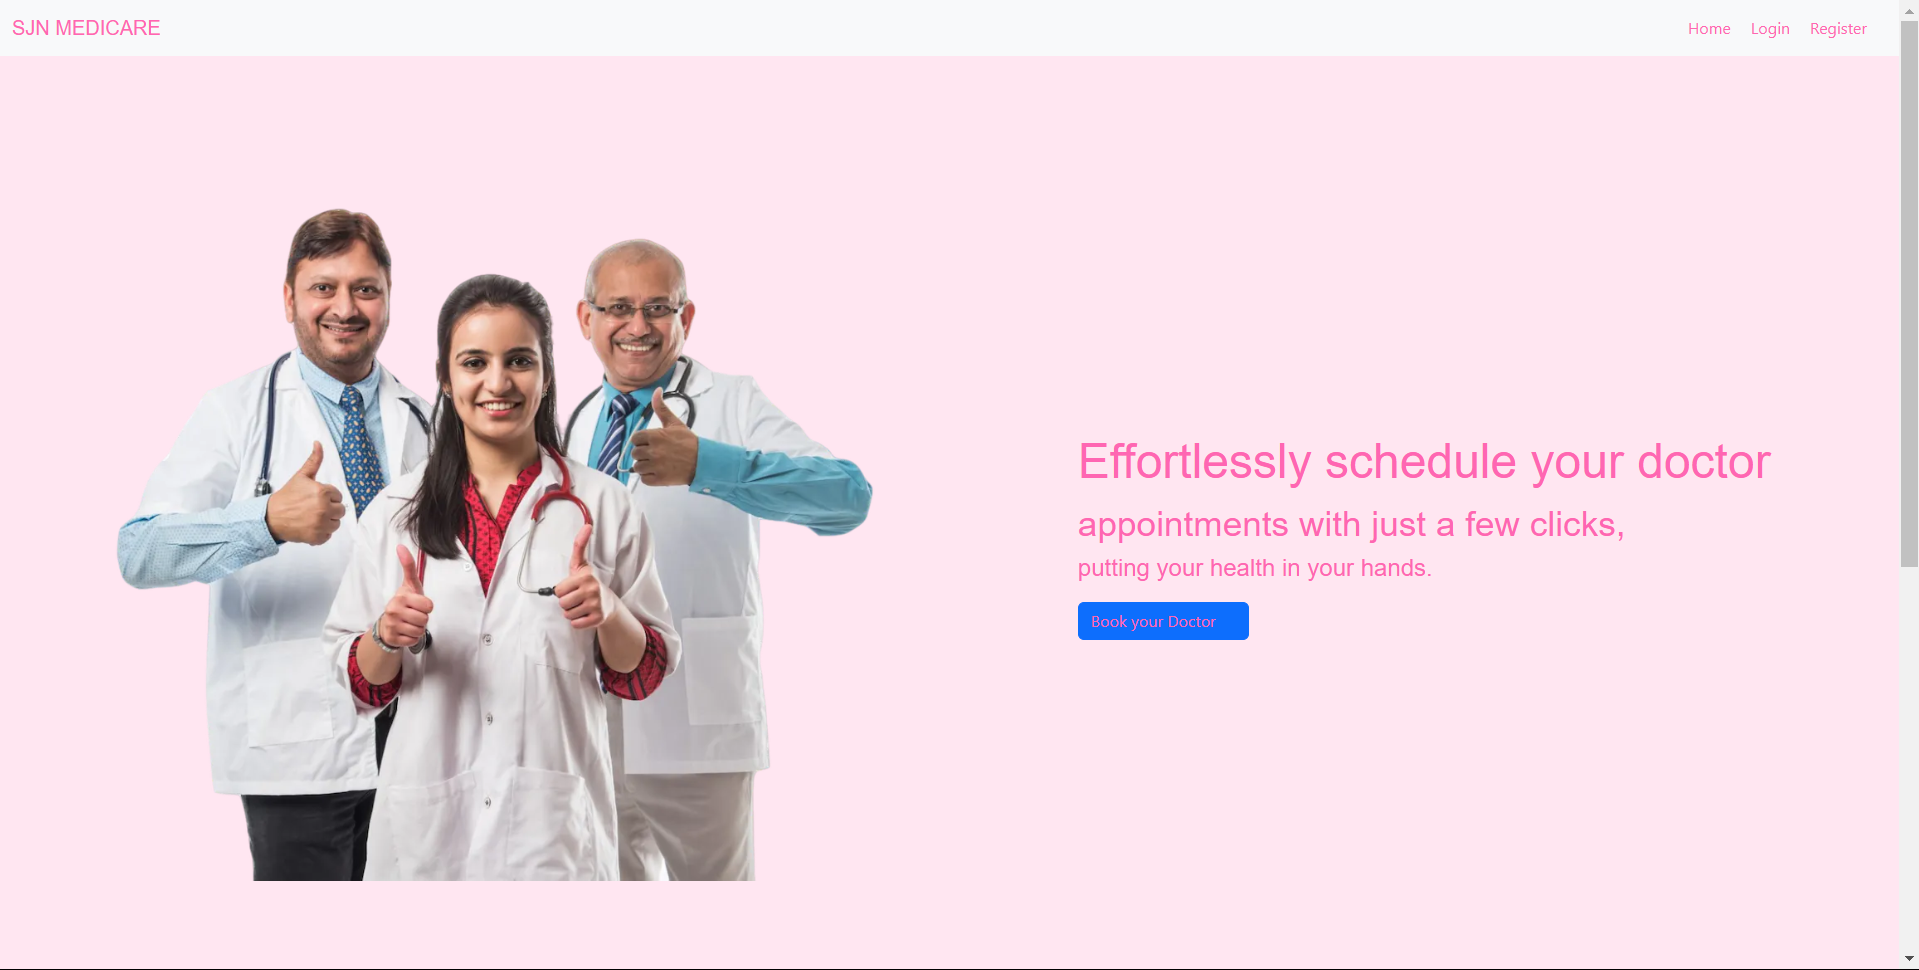 SJN MEDICARE
Home Login Register
Effortlessly schedule your doctor
appointments with just a few clicks,
putting your health in your hands.
Book your Doctor